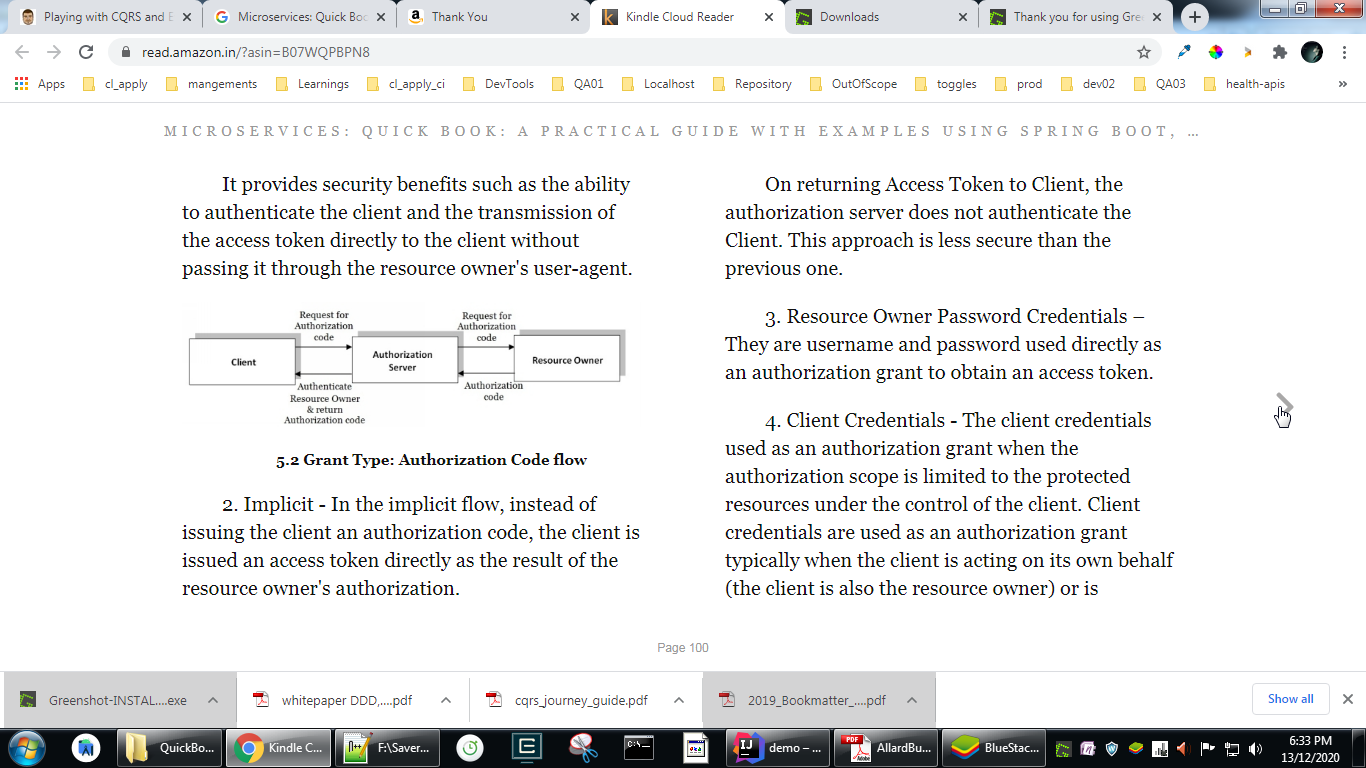 Playing with CQRS and E
Microservices: Quick Boo
Thank You
Kindle Cloud Reader
Downloads
Thank you for using Gre
read.amazon.in/?asin=B07WQPBPN8
Apps
cl_apply
mangements
Learnings
cl_apply_ci
DevTools
QA01
Localhost
Repository
OutOfScope
toggles
prod
dev02
QA03
health-apis
»
MICROSERVICES: QUICK BOOK: A PRACTICAL GUIDE WITH EXAMPLES USING SPRING BOOT, …
It provides security benefits such as the ability
to authenticate the client and the transmission of
the access token directly to the client without
passing it through the resource owner's user-agent.
Request for
Authorization
code
Request for
Authorization
code
Client
Authorization
Server
Resource Owner
Authenticate
Resource Owner
& return
Authorization code
Authorization
code
5.2 Grant Type: Authorization Code flow
2. Implicit - In the implicit flow, instead of
issuing the client an authorization code, the client is
issued an access token directly as the result of the
resource owner's authorization.
On returning Access Token to Client, the
authorization server does not authenticate the
Client. This approach is less secure than the
previous one.
3. Resource Owner Password Credentials –
They are username and password used directly as
an authorization grant to obtain an access token.
4. Client Credentials - The client credentials
used as an authorization grant when the
authorization scope is limited to the protected
resources under the control of the client. Client
credentials are used as an authorization grant
typically when the client is acting on its own behalf
(the client is also the resource owner) or is
Page 100
Greenshot-INSTAL....exe
whitepaper DDD,....pdf
cqrs_journey_guide.pdf
2019_Bookmatter_....pdf
Show all
QuickBo...
Kindle C...
F:\Saver...
demo – ...
AllardBu...
BlueStac...
6:33 PM
13/12/2020